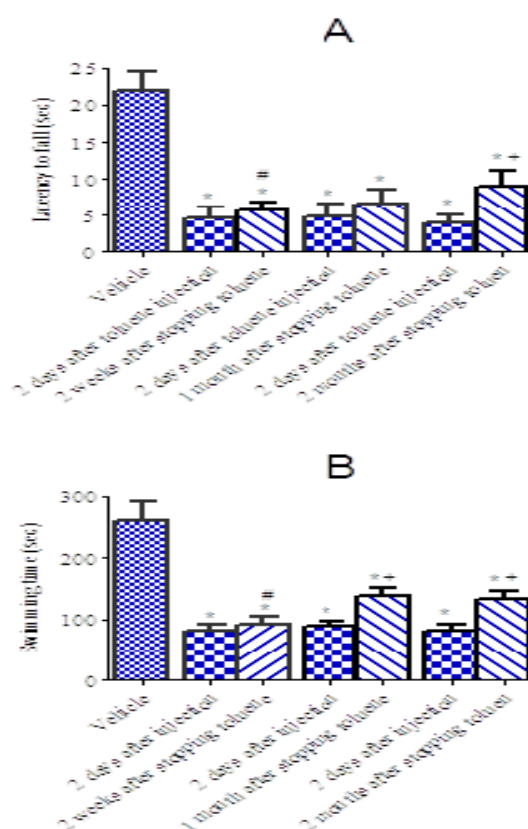 A
Latency to fall (sec)
25
20
15
10
5
0
*
#
*
*
*
*
* +
Vehicle
2 days after toluene injection
2 weeks after stopping toluene
2 days after toluene injection
1 month after stopping toluene
2 days after toluene injection
2 months after stopping toluen
B
Swimming time (sec)
300
200
100
0
*
#
*
*
* +
*
* +
Vehicle
2 days after injection
2 weeks after stopping toluene
2 days after injection
1 month after stopping toluene
2 days after injection
2 months after stopping toluen